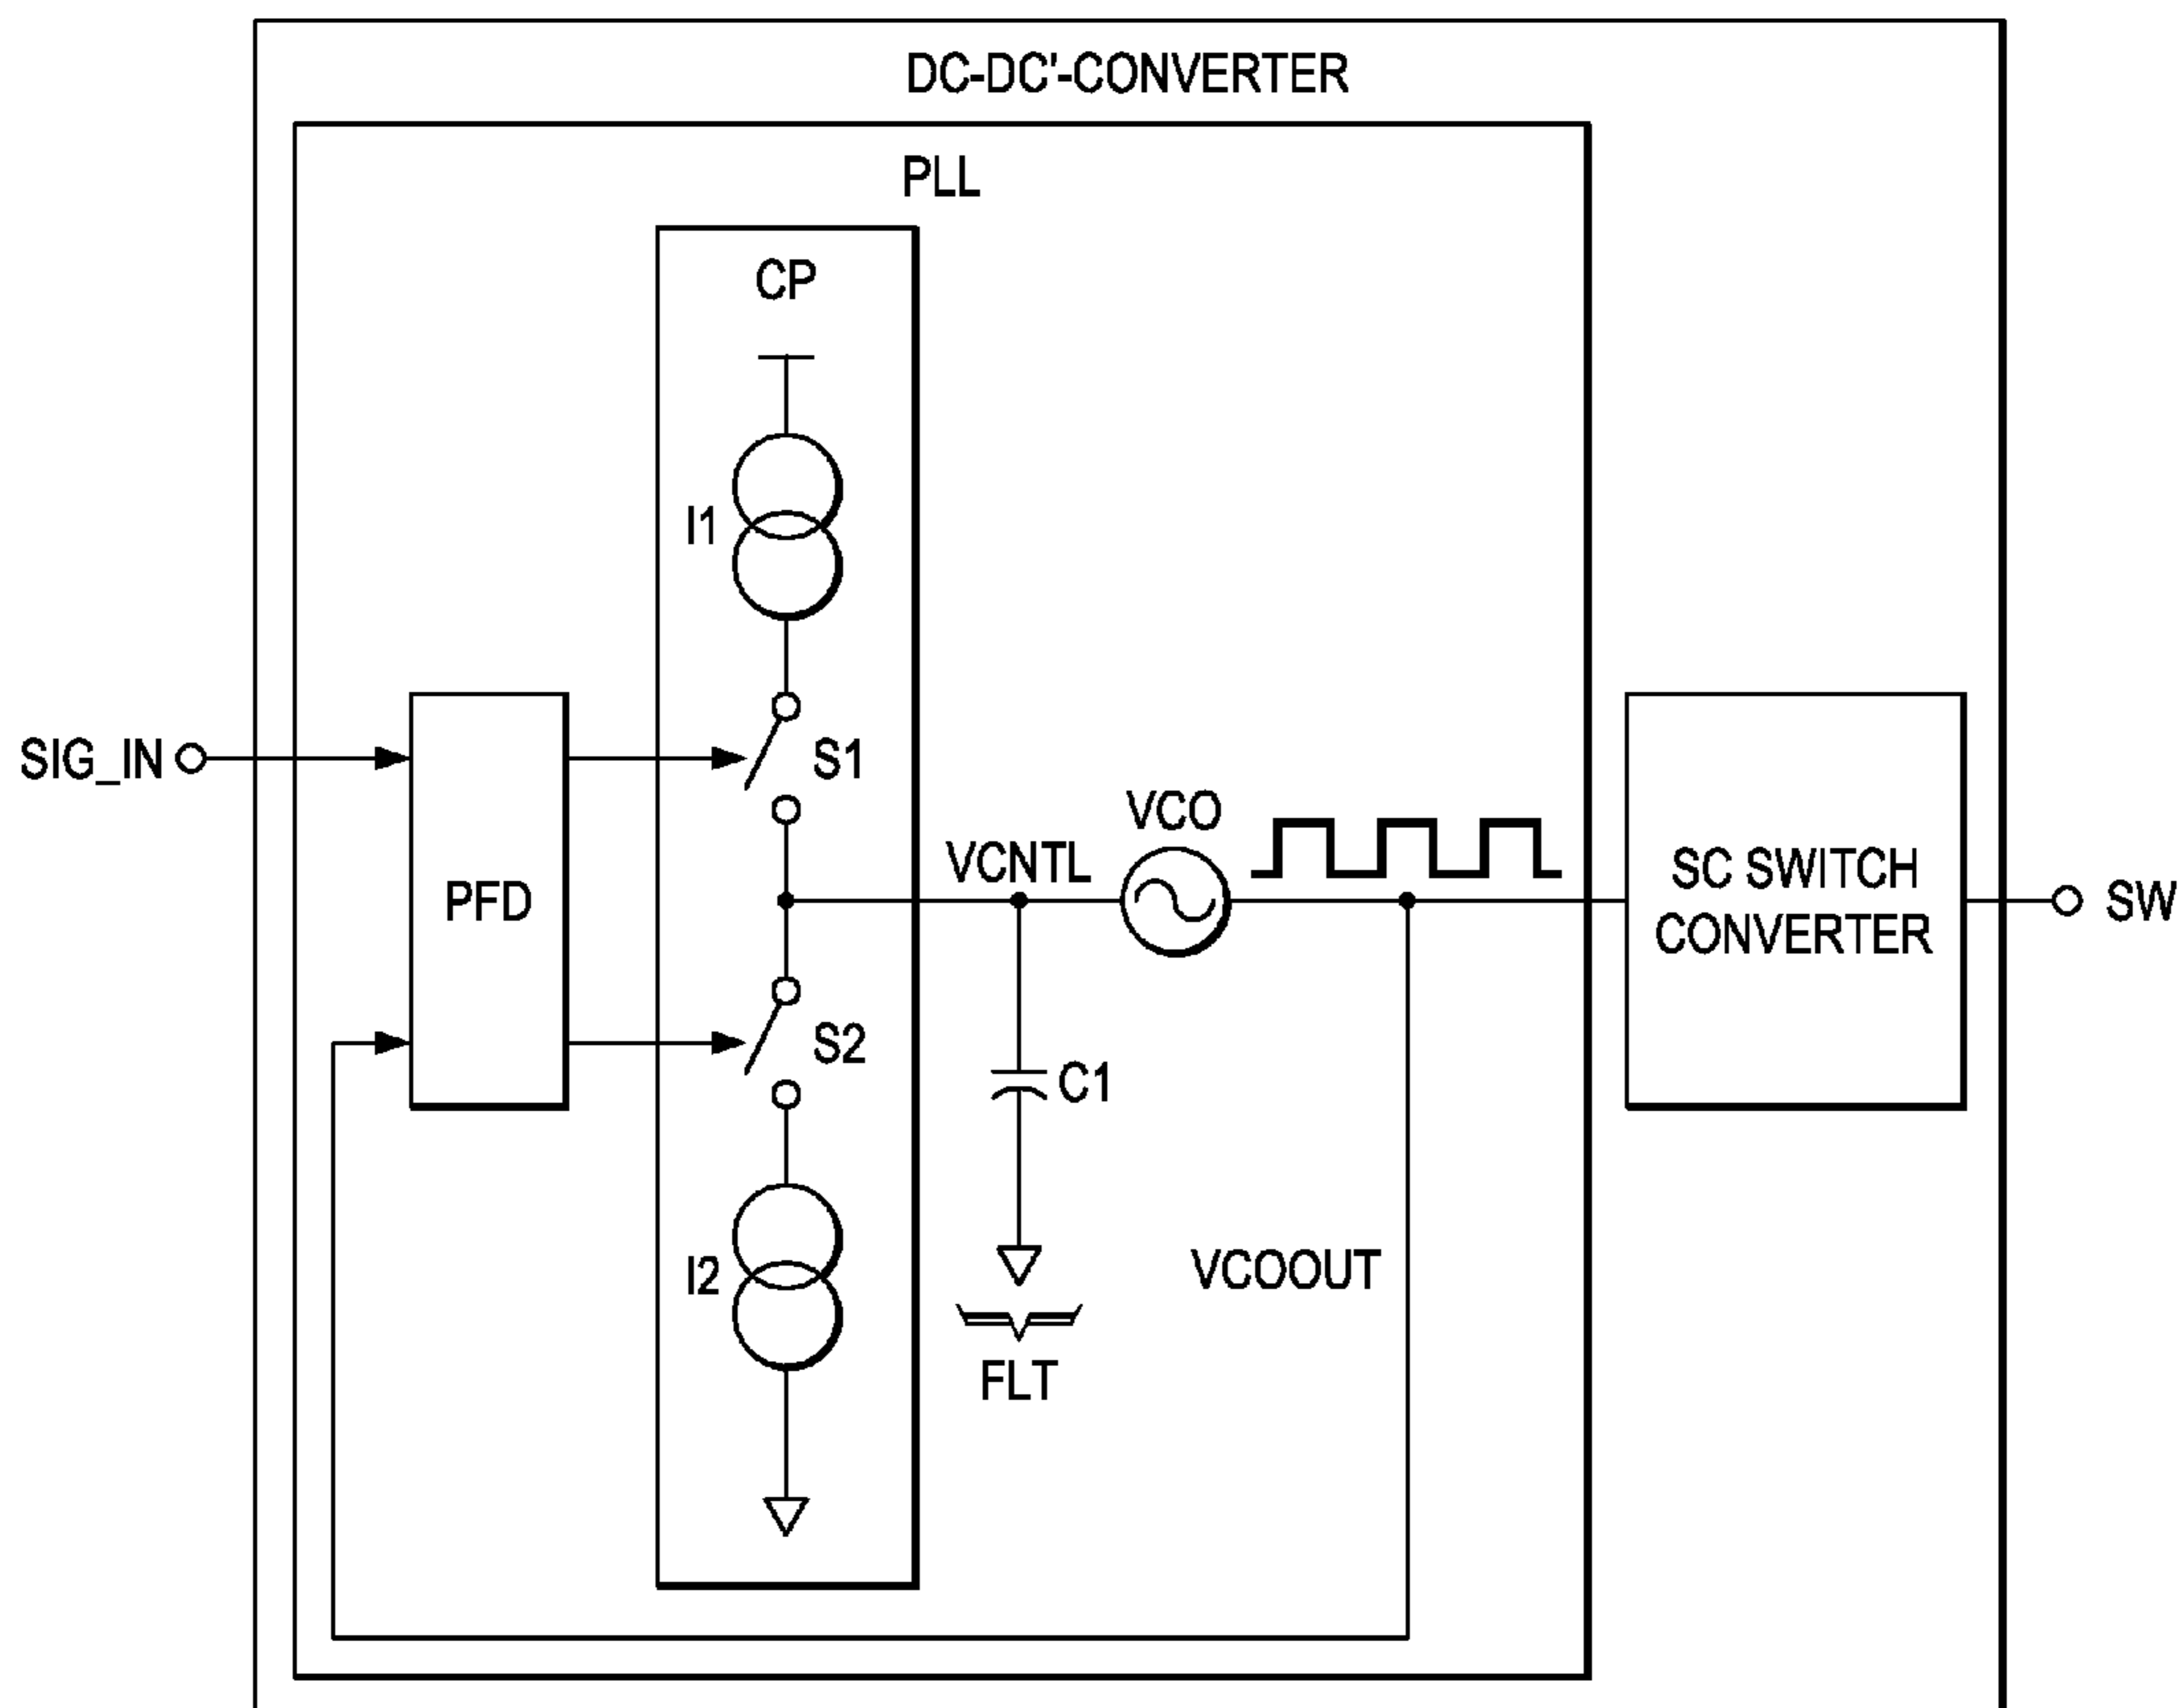 DC-DC'-CONVERTER
PLL
CP
I1
SIG_IN
S1
VCO
VCNTL
PFD
SC SWITCH
CONVERTER
SW
S2
C1
I2
VCOOUT
FLT